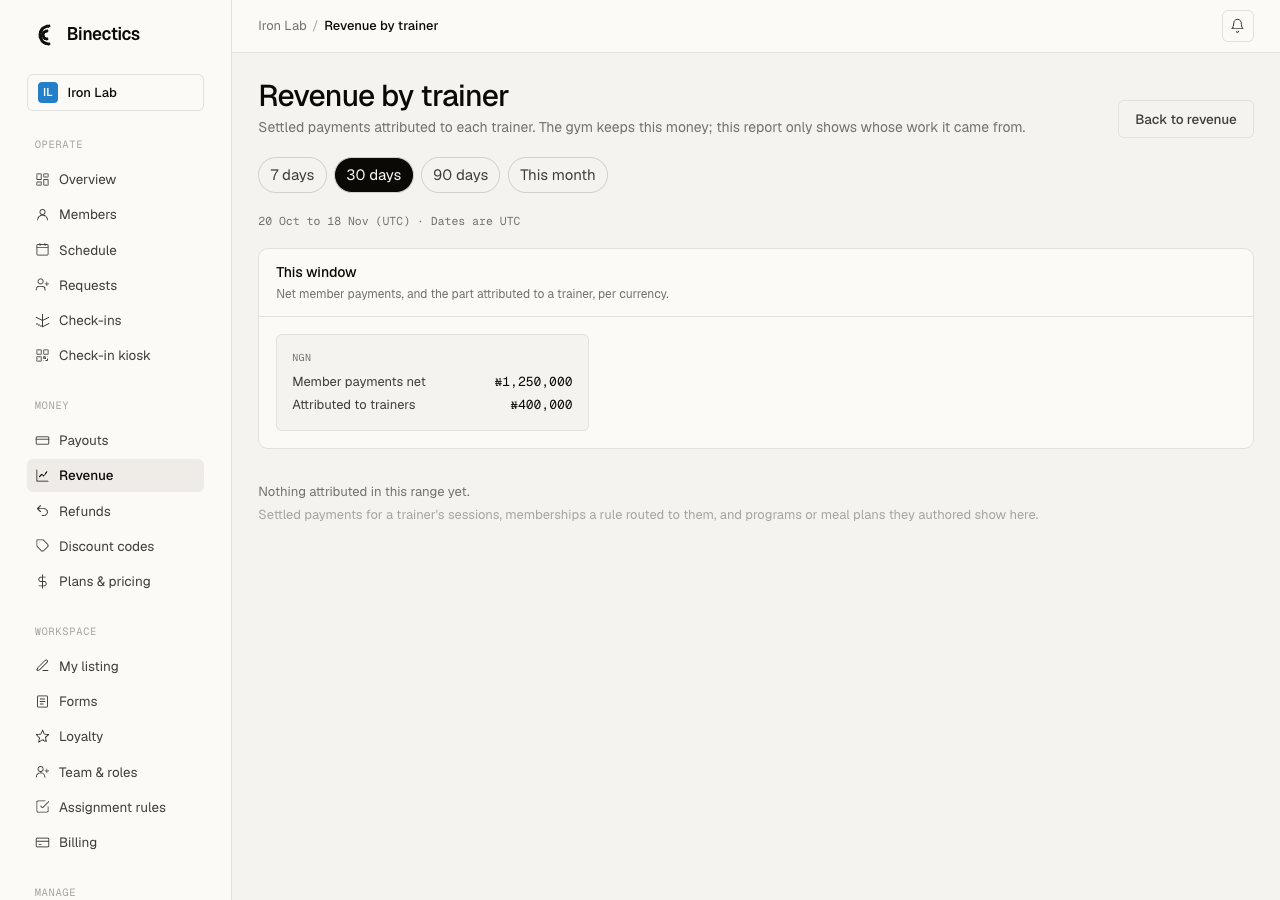 Binectics
IL Iron Lab
OPERATE
Overview
Members
Schedule
Requests
Check-ins
Check-in kiosk
MONEY
Payouts
Revenue
Refunds
Discount codes
Plans & pricing
WORKSPACE
My listing
Forms
Loyalty
Team & roles
Assignment rules
Billing
MANAGE
Iron Lab / Revenue by trainer
Revenue by trainer
Settled payments attributed to each trainer. The gym keeps this money; this report only shows whose work it came from.
Back to revenue
7 days 30 days 90 days This month
20 Oct to 18 Nov (UTC) · Dates are UTC
This window
Net member payments, and the part attributed to a trainer, per currency.
NGN
Member payments net ₦1,250,000
Attributed to trainers ₦400,000
Nothing attributed in this range yet.
Settled payments for a trainer's sessions, memberships a rule routed to them, and programs or meal plans they authored show here.